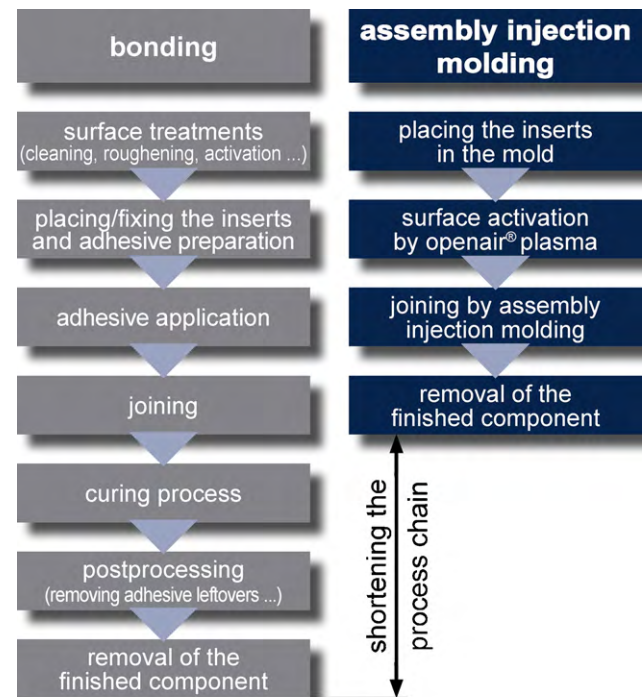 bonding
surface treatments
(cleaning, roughening, activation ...)
placing/fixing the inserts
and adhesive preparation
adhesive application
joining
curing process
postprocessing
(removing adhesive leftovers ...)
removal of the
finished component
assembly injection
molding
placing the inserts
in the mold
surface activation
by openair® plasma
joining by assembly
injection molding
removal of the
finished component
shortening the
process chain